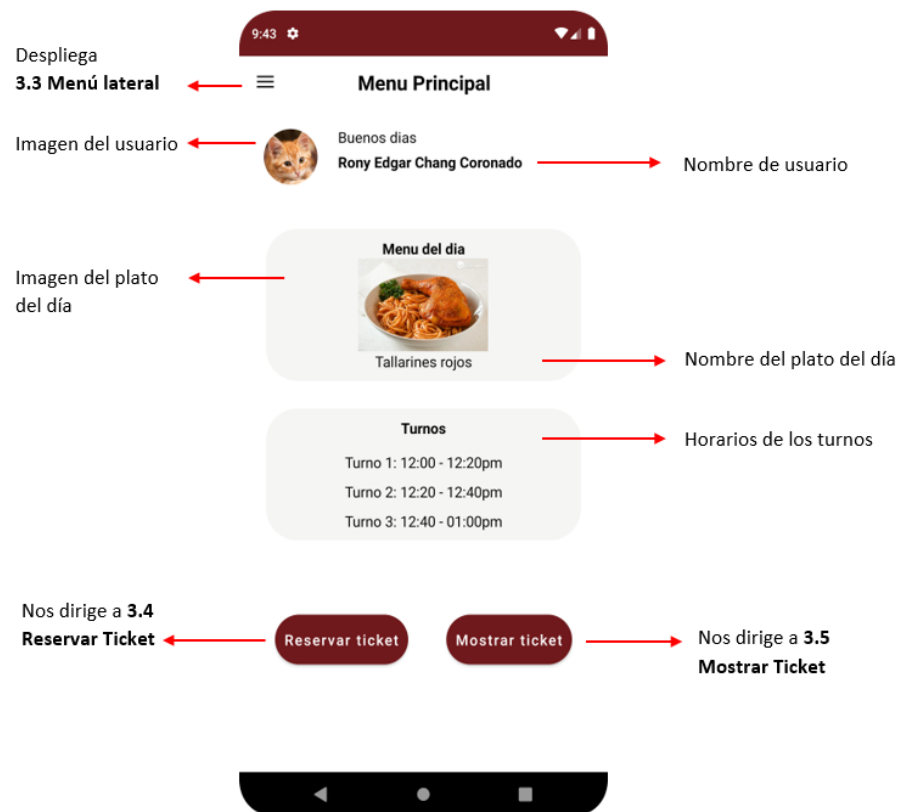 9:43
Despliega
3.3 Menú lateral
Menu Principal
Imagen del usuario
Buenos dias
Rony Edgar Chang Coronado
Nombre de usuario
Menu del dia
Imagen del plato
del día
Tallarines rojos
Nombre del plato del día
Turnos
Horarios de los turnos
Turno 1: 12:00 - 12:20pm
Turno 2: 12:20 - 12:40pm
Turno 3: 12:40 - 01:00pm
Nos dirige a 3.4
Reservar Ticket
Reservar ticket
Mostrar ticket
Nos dirige a 3.5
Mostrar Ticket